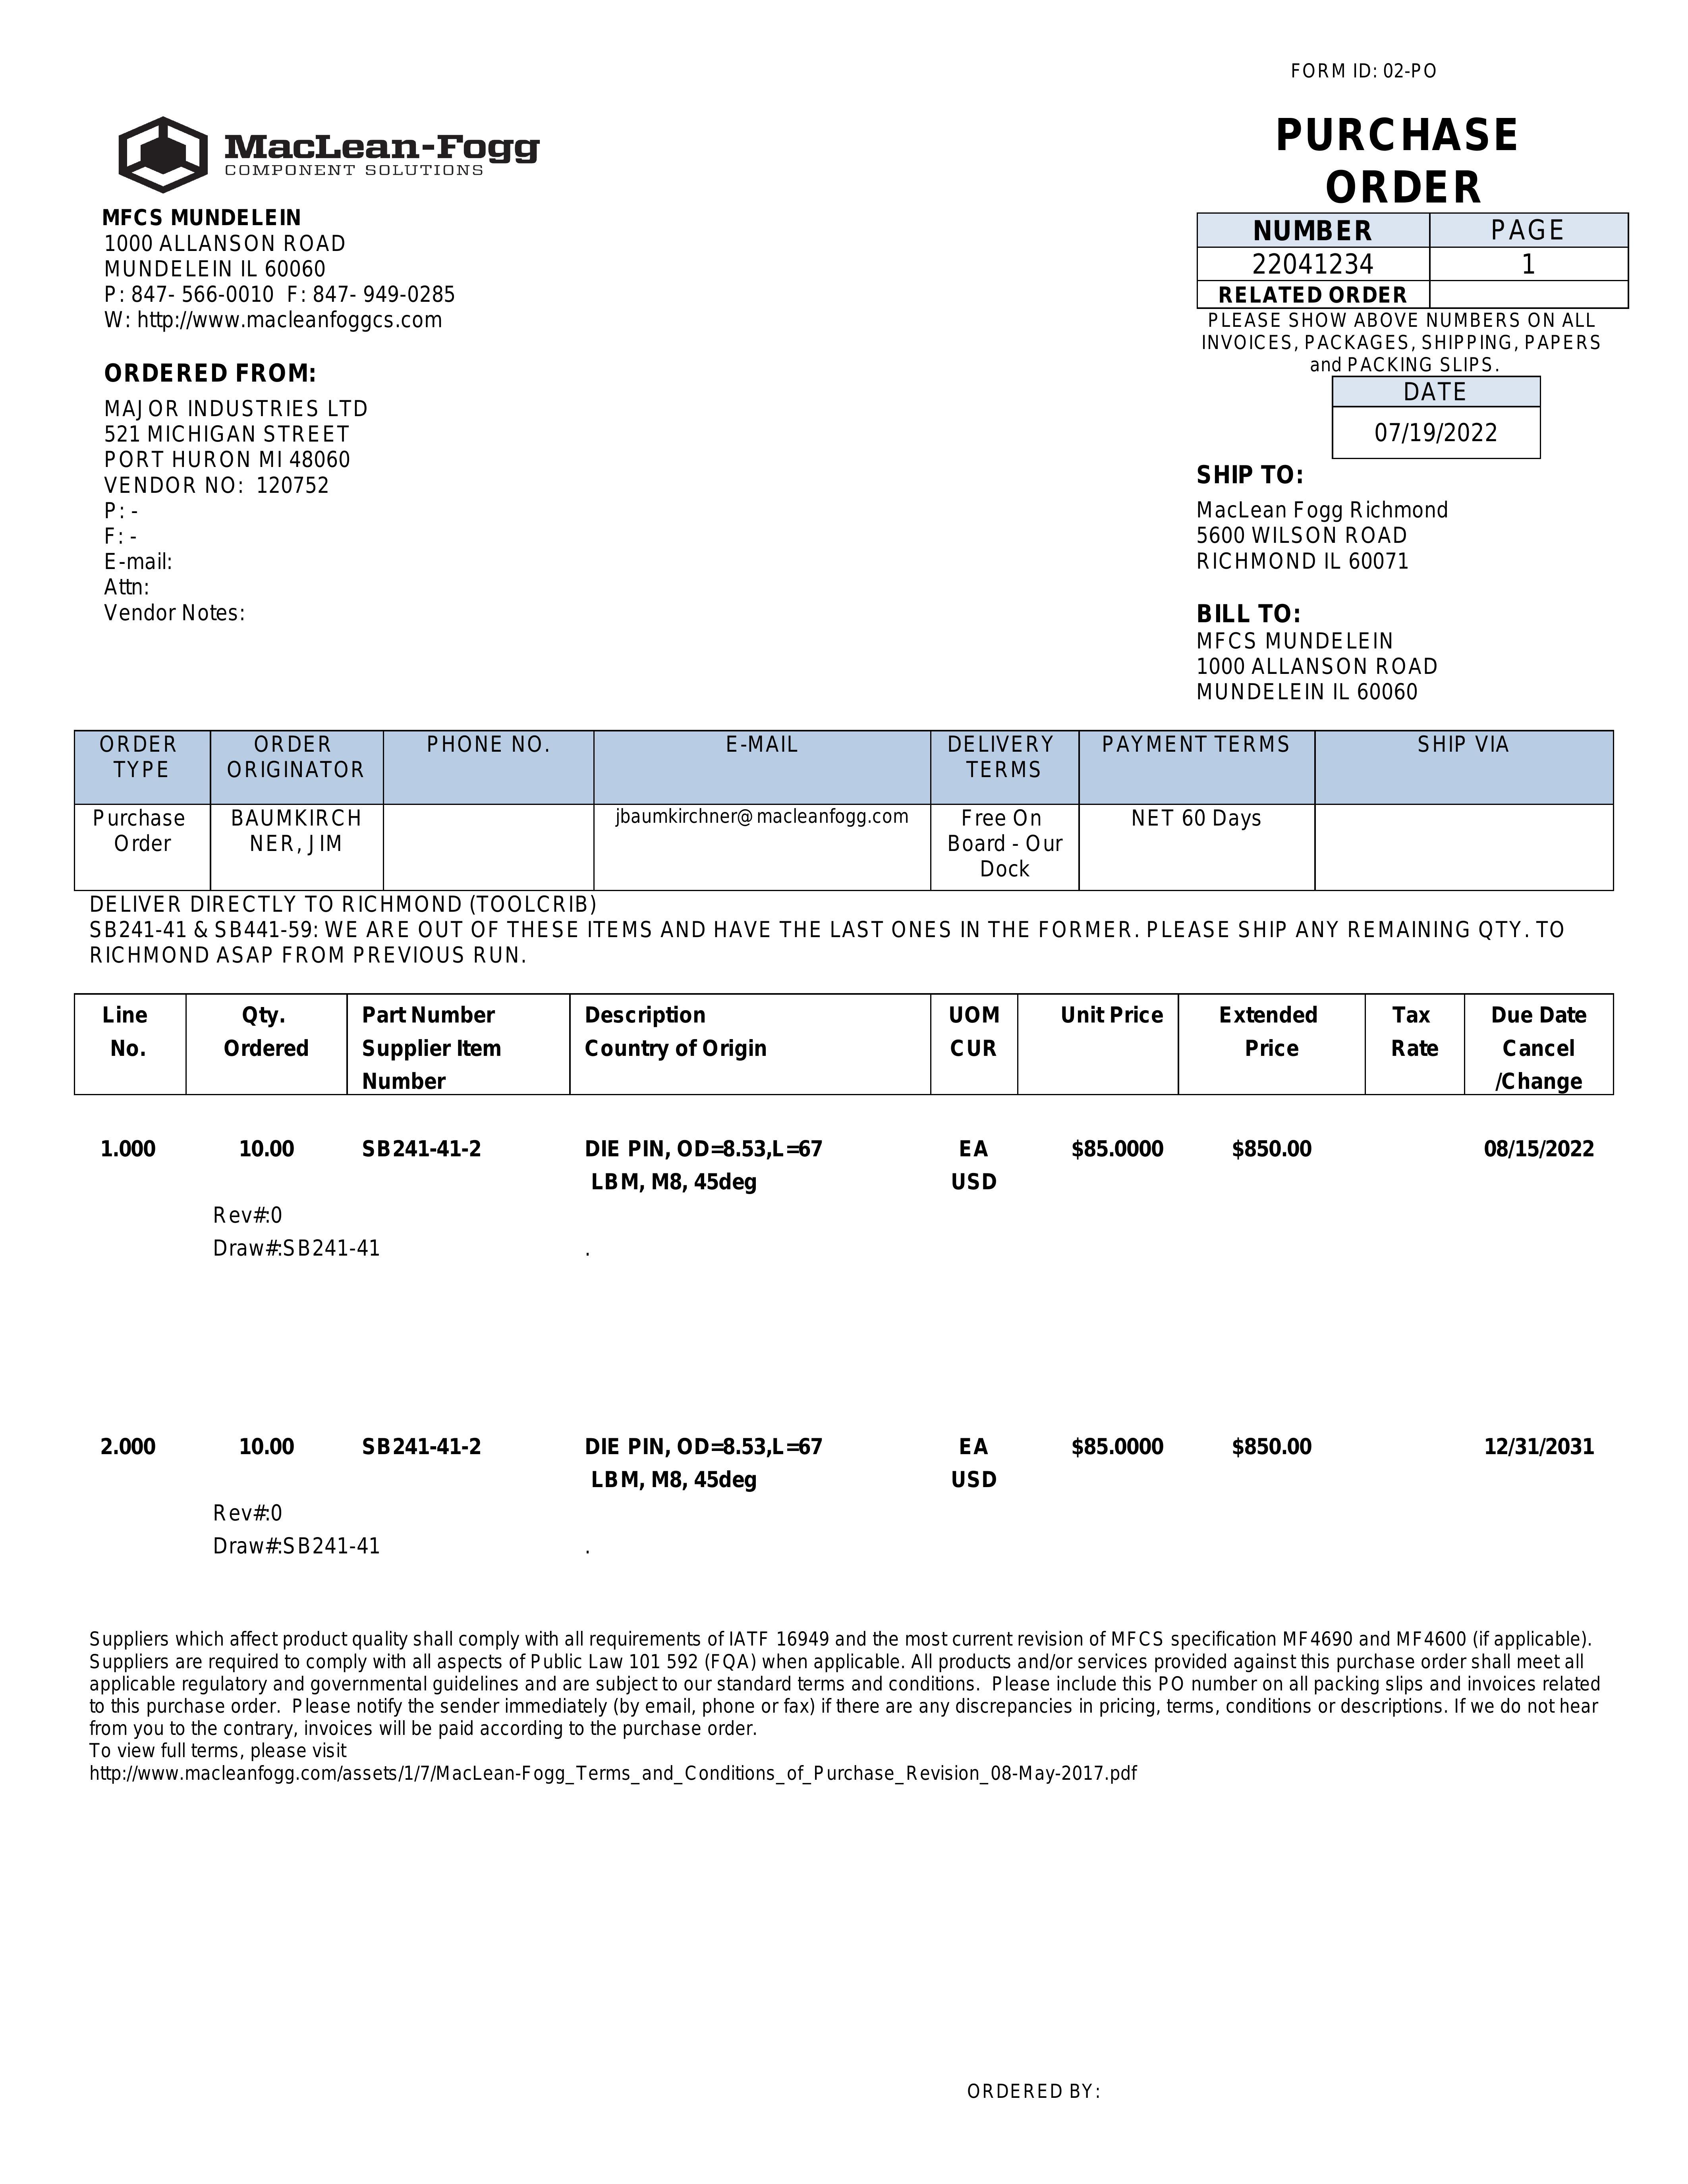 FORM ID: 02-PO
MacLean-Fogg
COMPONENT SOLUTIONS
PURCHASE
ORDER
MFCS MUNDELEIN
1000 ALLANSON ROAD
MUNDELEIN IL 60060
P: 847- 566-0010 F: 847- 949-0285
W: http://www.macleanfoggcs.com
NUMBER PAGE
22041234 1
RELATED ORDER
PLEASE SHOW ABOVE NUMBERS ON ALL
INVOICES, PACKAGES, SHIPPING, PAPERS
and PACKING SLIPS.
DATE
07/19/2022
ORDERED FROM:
MAJOR INDUSTRIES LTD
521 MICHIGAN STREET
PORT HURON MI 48060
VENDOR NO: 120752
P: -
F: -
E-mail:
Attn:
Vendor Notes:
SHIP TO:
MacLean Fogg Richmond
5600 WILSON ROAD
RICHMOND IL 60071
BILL TO:
MFCS MUNDELEIN
1000 ALLANSON ROAD
MUNDELEIN IL 60060
ORDER ORDER PHONE NO. E-MAIL DELIVERY PAYMENT TERMS SHIP VIA
TYPE ORIGINATOR TERMS
Purchase BAUMKIRCH jbaumkirchner@macleanfogg.com Free On NET 60 Days
Order NER, JIM Board - Our
Dock
DELIVER DIRECTLY TO RICHMOND (TOOLCRIB)
SB241-41 & SB441-59: WE ARE OUT OF THESE ITEMS AND HAVE THE LAST ONES IN THE FORMER. PLEASE SHIP ANY REMAINING QTY. TO
RICHMOND ASAP FROM PREVIOUS RUN.
Line Qty. Part Number Description UOM Unit Price Extended Tax Due Date
No. Ordered Supplier Item Country of Origin CUR Price Rate Cancel
Number /Change
1.000 10.00 SB241-41-2 DIE PIN, OD=8.53,L=67 EA $85.0000 $850.00 08/15/2022
LBM, M8, 45deg USD
Rev#:0
Draw#:SB241-41 .
2.000 10.00 SB241-41-2 DIE PIN, OD=8.53,L=67 EA $85.0000 $850.00 12/31/2031
LBM, M8, 45deg USD
Rev#:0
Draw#:SB241-41 .
Suppliers which affect product quality shall comply with all requirements of IATF 16949 and the most current revision of MFCS specification MF4690 and MF4600 (if applicable).
Suppliers are required to comply with all aspects of Public Law 101 592 (FQA) when applicable. All products and/or services provided against this purchase order shall meet all
applicable regulatory and governmental guidelines and are subject to our standard terms and conditions. Please include this PO number on all packing slips and invoices related
to this purchase order. Please notify the sender immediately (by email, phone or fax) if there are any discrepancies in pricing, terms, conditions or descriptions. If we do not hear
from you to the contrary, invoices will be paid according to the purchase order.
To view full terms, please visit
http://www.macleanfogg.com/assets/1/7/MacLean-Fogg_Terms_and_Conditions_of_Purchase_Revision_08-May-2017.pdf
ORDERED BY: